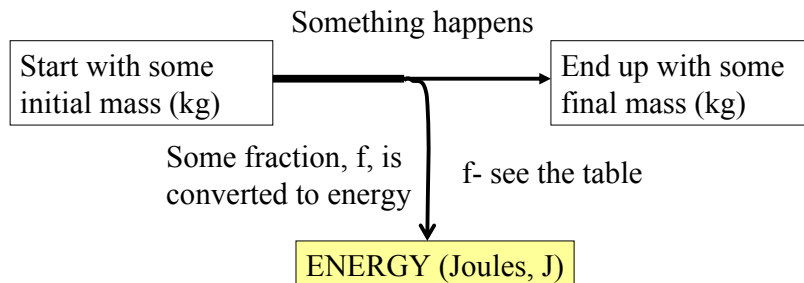 Something happens
Start with some
initial mass (kg)
End up with some
final mass (kg)
Some fraction, f, is
converted to energy
f- see the table
ENERGY (Joules, J)